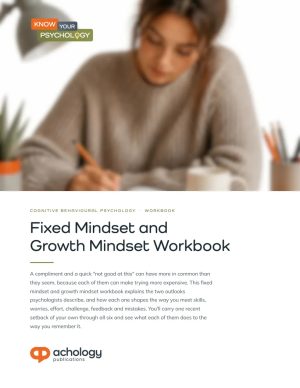 KNOW YOUR
PSYCHOLOGY
COGNITIVE BEHAVIOURAL PSYCHOLOGY WORKBOOK
Fixed Mindset and
Growth Mindset Workbook
A compliment and a quick "not good at this" can have more in common than
they seem, because each of them can make trying more expensive. This fixed
mindset and growth mindset workbook explains the two outlooks
psychologists describe, and how each one shapes the way you meet skills,
worries, effort, challenge, feedback and mistakes. You'll carry one recent
setback of your own through all six and see what each of them does to the
way you remember it.
achology
publications